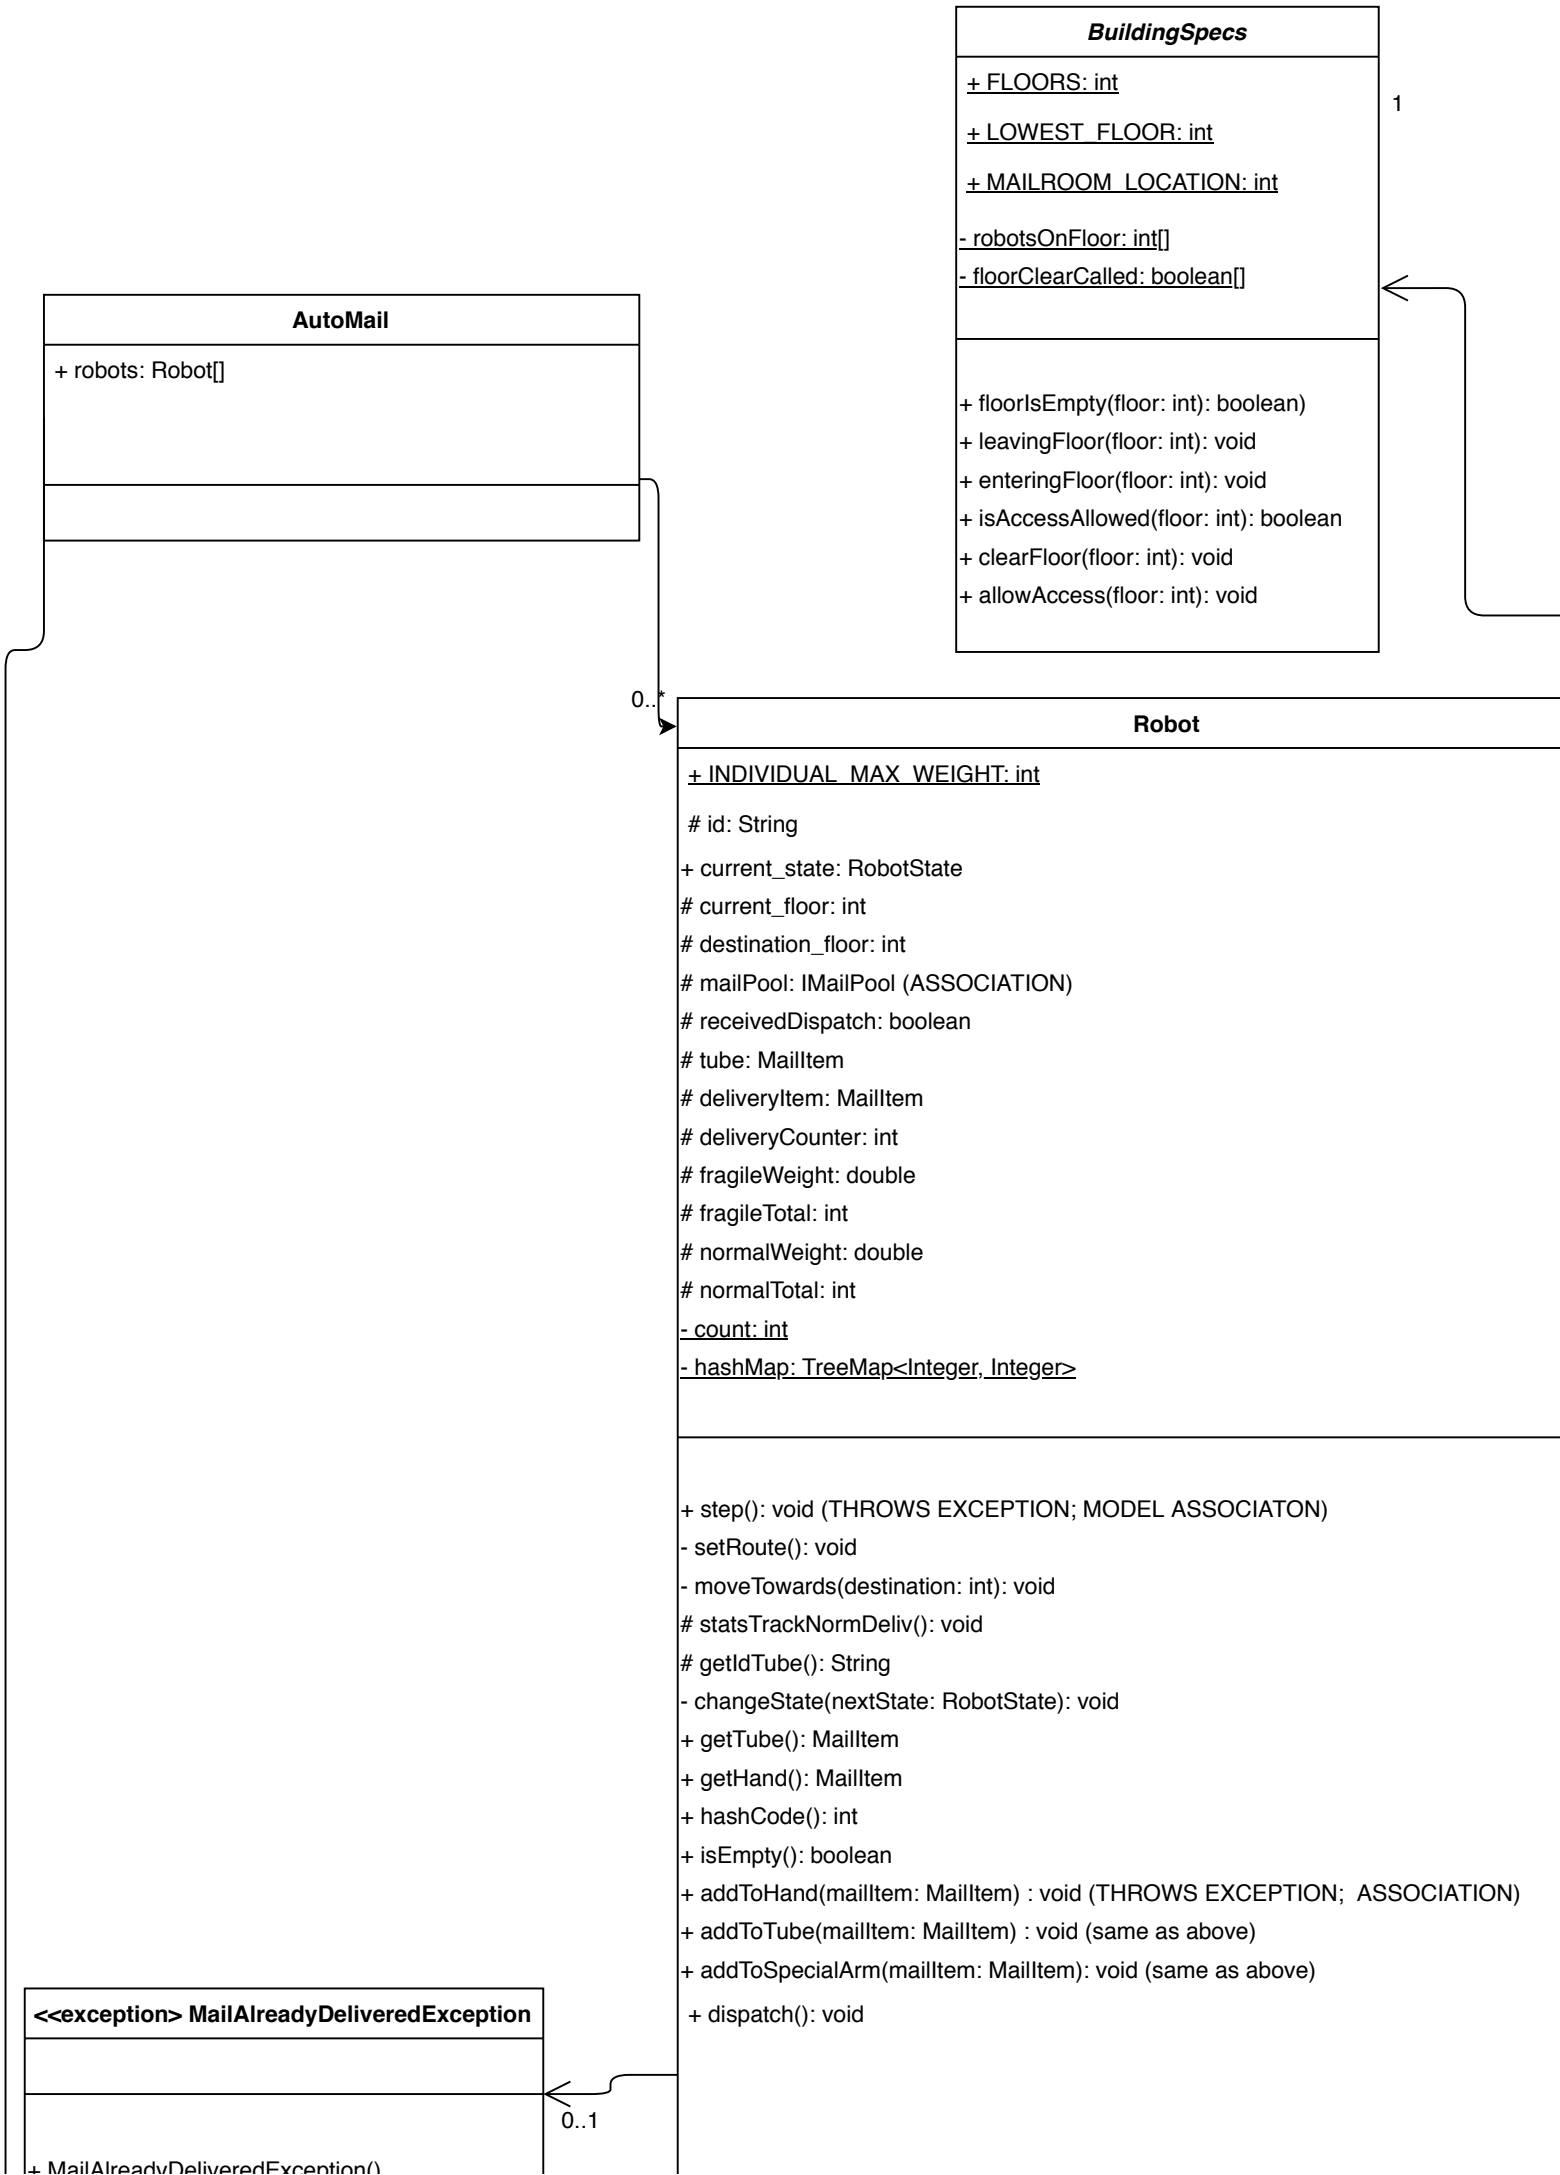 BuildingSpecs
+ FLOORS: int
1
+ LOWEST_FLOOR: int
+ MAILROOM_LOCATION: int
- robotsOnFloor: int[]
- floorClearCalled: boolean[]
+ floorIsEmpty(floor: int): boolean)
+ leavingFloor(floor: int): void
+ enteringFloor(floor: int): void
+ isAccessAllowed(floor: int): boolean
+ clearFloor(floor: int): void
+ allowAccess(floor: int): void
AutoMail
+ robots: Robot[]
0..*
Robot
+ INDIVIDUAL_MAX_WEIGHT: int
# id: String
+ current_state: RobotState
# current_floor: int
# destination_floor: int
# mailPool: IMailPool (ASSOCIATION)
# receivedDispatch: boolean
# tube: MailItem
# deliveryItem: MailItem
# deliveryCounter: int
# fragileWeight: double
# fragileTotal: int
# normalWeight: double
# normalTotal: int
- count: int
- hashMap: TreeMap<Integer, Integer>
+ step(): void (THROWS EXCEPTION; MODEL ASSOCIATON)
- setRoute(): void
- moveTowards(destination: int): void
# statsTrackNormDeliv(): void
# getIdTube(): String
- changeState(nextState: RobotState): void
+ getTube(): MailItem
+ getHand(): MailItem
+ hashCode(): int
+ isEmpty(): boolean
+ addToHand(mailItem: MailItem) : void (THROWS EXCEPTION;  ASSOCIATION)
+ addToTube(mailItem: MailItem) : void (same as above)
+ addToSpecialArm(mailItem: MailItem): void (same as above)
+ dispatch(): void
<<exception> MailAlreadyDeliveredException
0..1
+ MailAlreadyDeliveredException()